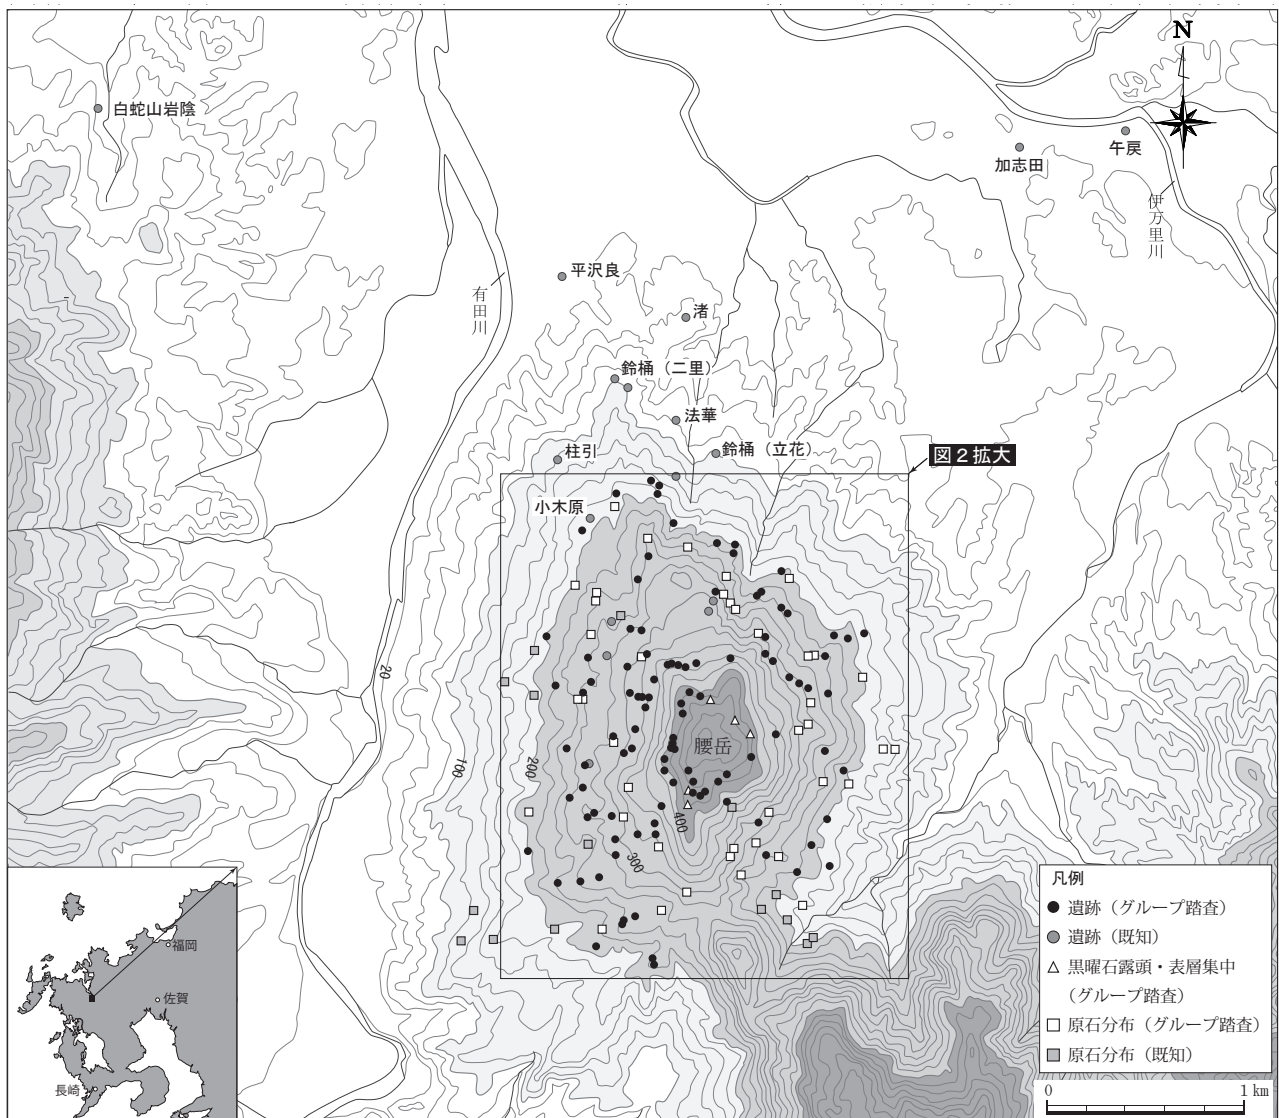 N
白蛇山岩陰
午戻
加志田
伊万里川
平沢良
有田川
渚
鈴桶（二里）
法華
鈴桶（立花）
柱引
図２拡大
小木原
20
腰岳
100
200
400
300
凡例
遺跡（グループ踏査）
遺跡（既知）
黒曜石露頭・表層集中
（グループ踏査）
原石分布（グループ踏査）
原石分布（既知）
福岡
佐賀
長崎
0 1 km